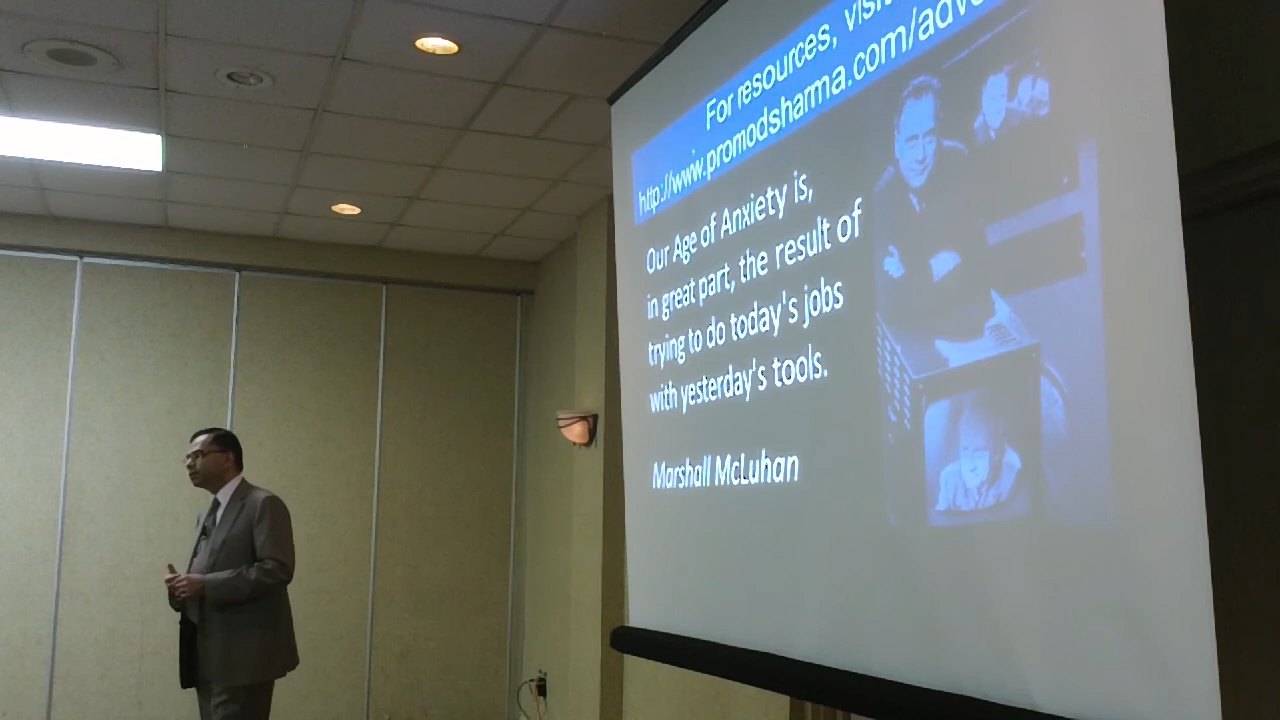 For resources, visit
http://www.promodsharma.com/adv
Our Age of Anxiety is,
in great part, the result of
trying to do today's jobs
with yesterday's tools.
Marshall McLuhan